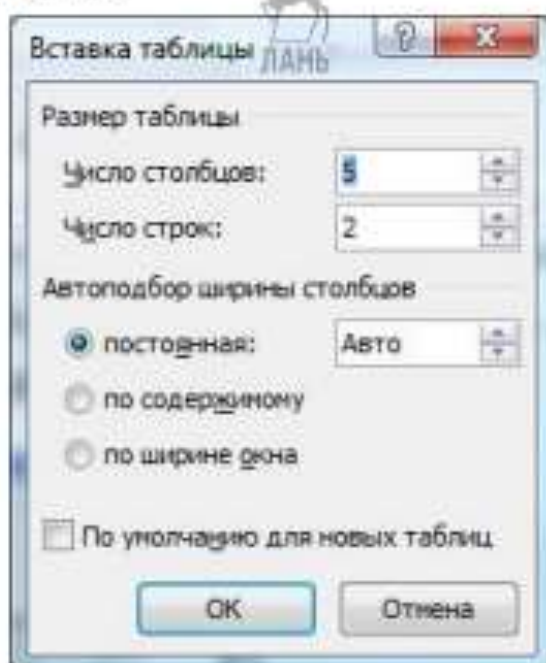 Вставка таблицы
ЛАНЬ
Размер таблицы
Число столбцов: 5
Число строк: 2
Автоподбор ширины столбцов
постоянная: Авто
по содержимому
по ширине окна
По умолчанию для новых таблиц
ОК Отмена